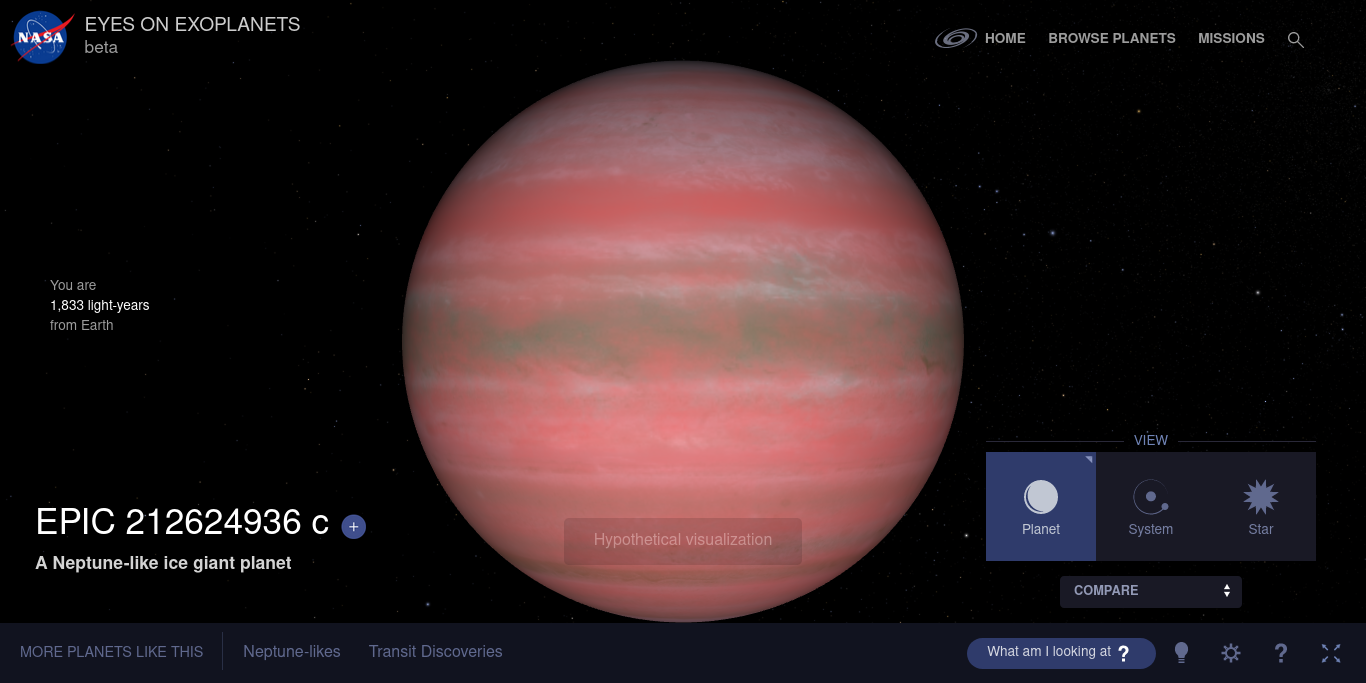 NASA
EYES ON EXOPLANETS
beta
HOME
BROWSE PLANETS
MISSIONS
You are
1,833 light-years
from Earth
EPIC 212624936 c +
A Neptune-like ice giant planet
Hypothetical visualization
VIEW
Planet
System
Star
COMPARE
MORE PLANETS LIKE THIS
Neptune-likes
Transit Discoveries
What am I looking at ?
?